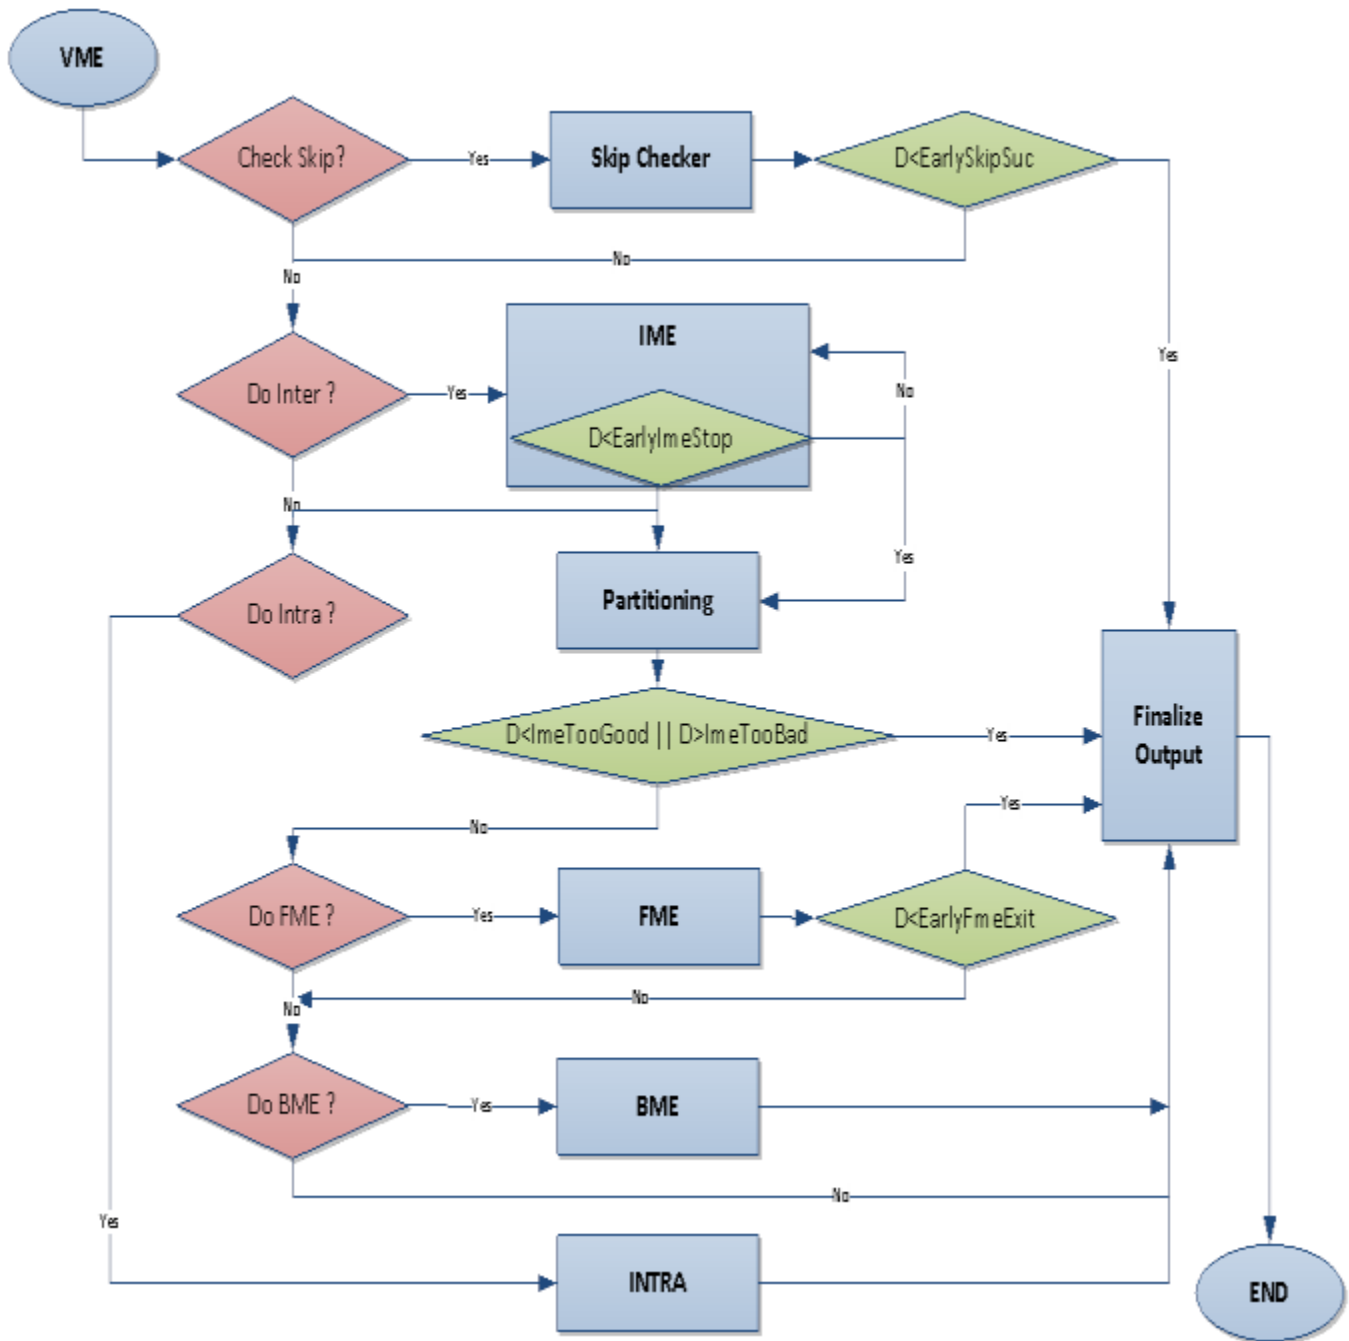 VME
Check Skip?
Yes
Skip Checker
D<EarlySkipSuc
No
No
Yes
Do Inter ?
Yes
IME
D<EarlyImeStop
No
No
Yes
Do Intra ?
Partitioning
D<ImeTooGood || D>ImeTooBad
Yes
Finalize
Output
No
Yes
Do FME ?
Yes
FME
D<EarlyFmeExit
No
No
Do BME ?
Yes
BME
No
Yes
INTRA
END